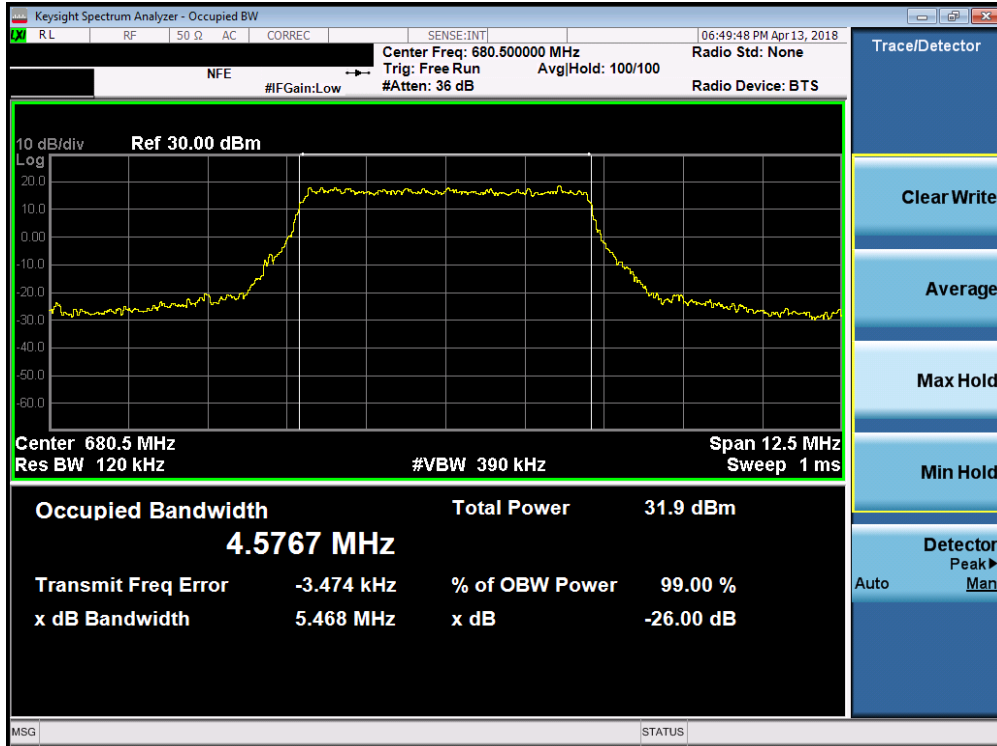 Keysight Spectrum Analyzer - Occupied BW
LXI RL RF 50 Ω AC CORREC SENSE:INT 06:49:48 PM Apr 13, 2018
Center Freq: 680.500000 MHz Radio Std: None
NFE Trig: Free Run Avg|Hold: 100/100
#IFGain:Low #Atten: 36 dB Radio Device: BTS
10 dB/div Ref 30.00 dBm
Log
20.0
10.0
0.00
-10.0
-20.0
-30.0
-40.0
-50.0
-60.0
Center 680.5 MHz Span 12.5 MHz
Res BW 120 kHz #VBW 390 kHz Sweep 1 ms
Occupied Bandwidth Total Power 31.9 dBm
4.5767 MHz
Transmit Freq Error -3.474 kHz % of OBW Power 99.00 %
x dB Bandwidth 5.468 MHz x dB -26.00 dB
MSG STATUS
Trace/Detector
Clear Write
Average
Max Hold
Min Hold
Detector
Peak▶
Auto Man